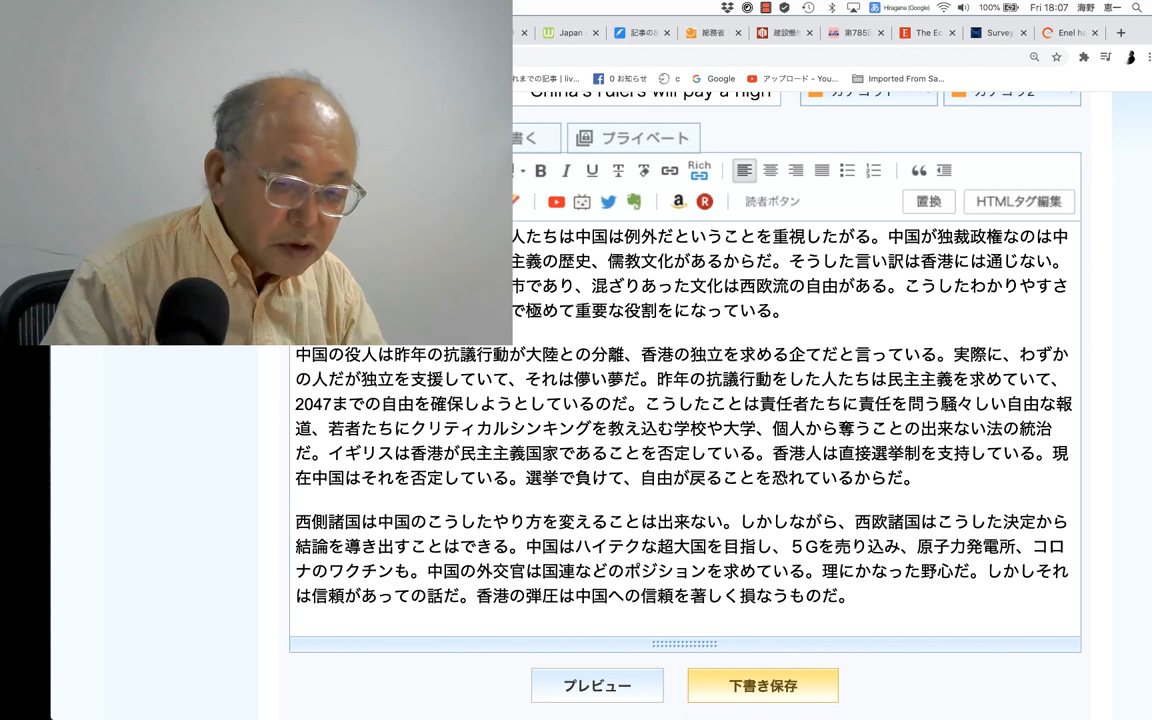 Hiragana (Google) 100% Fri 18:07 海野 恵一
Japan 記事の 総務省 建設機 第785 The Ec Survey Enel ha
れまでの記事 | liv... 0 お知らせ c Google アップロード - You... Imported From Sa...
China's rulers will pay a high カテゴリ1 カテゴリ2
書く プライベート
B I U T Rich
読者ボタン 置換 HTMLタグ編集
人たちは中国は例外だということを重視したがる。中国が独裁政権なのは中
主義の歴史、儒教文化があるからだ。そうした言い訳は香港には通じない。
市であり、混ざりあった文化は西欧流の自由がある。こうしたわかりやすさ
で極めて重要な役割をになっている。
中国の役人は昨年の抗議行動が大陸との分離、香港の独立を求める企てだと言っている。実際に、わずか
の人だが独立を支援していて、それは儚い夢だ。昨年の抗議行動をした人たちは民主主義を求めていて、
2047までの自由を確保しようとしているのだ。こうしたことは責任者たちに責任を問う騒々しい自由な報
道、若者たちにクリティカルシンキングを教え込む学校や大学、個人から奪うことの出来ない法の統治
だ。イギリスは香港が民主主義国家であることを否定している。香港人は直接選挙制を支持している。現
在中国はそれを否定している。選挙で負けて、自由が戻ることを恐れているからだ。
西側諸国は中国のこうしたやり方を変えることは出来ない。しかしながら、西欧諸国はこうした決定から
結論を導き出すことはできる。中国はハイテクな超大国を目指し、５Gを売り込み、原子力発電所、コロ
ナのワクチンも。中国の外交官は国連などのポジションを求めている。理にかなった野心だ。しかしそれ
は信頼があっての話だ。香港の弾圧は中国への信頼を著しく損なうものだ。
プレビュー 下書き保存